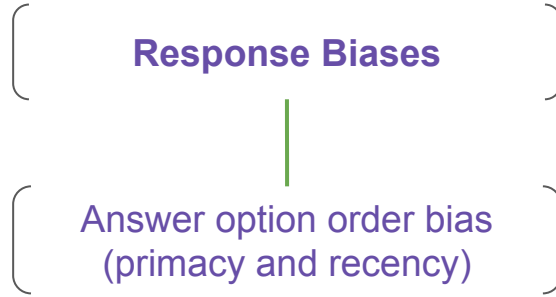 Response Biases
Answer option order bias
(primacy and recency)